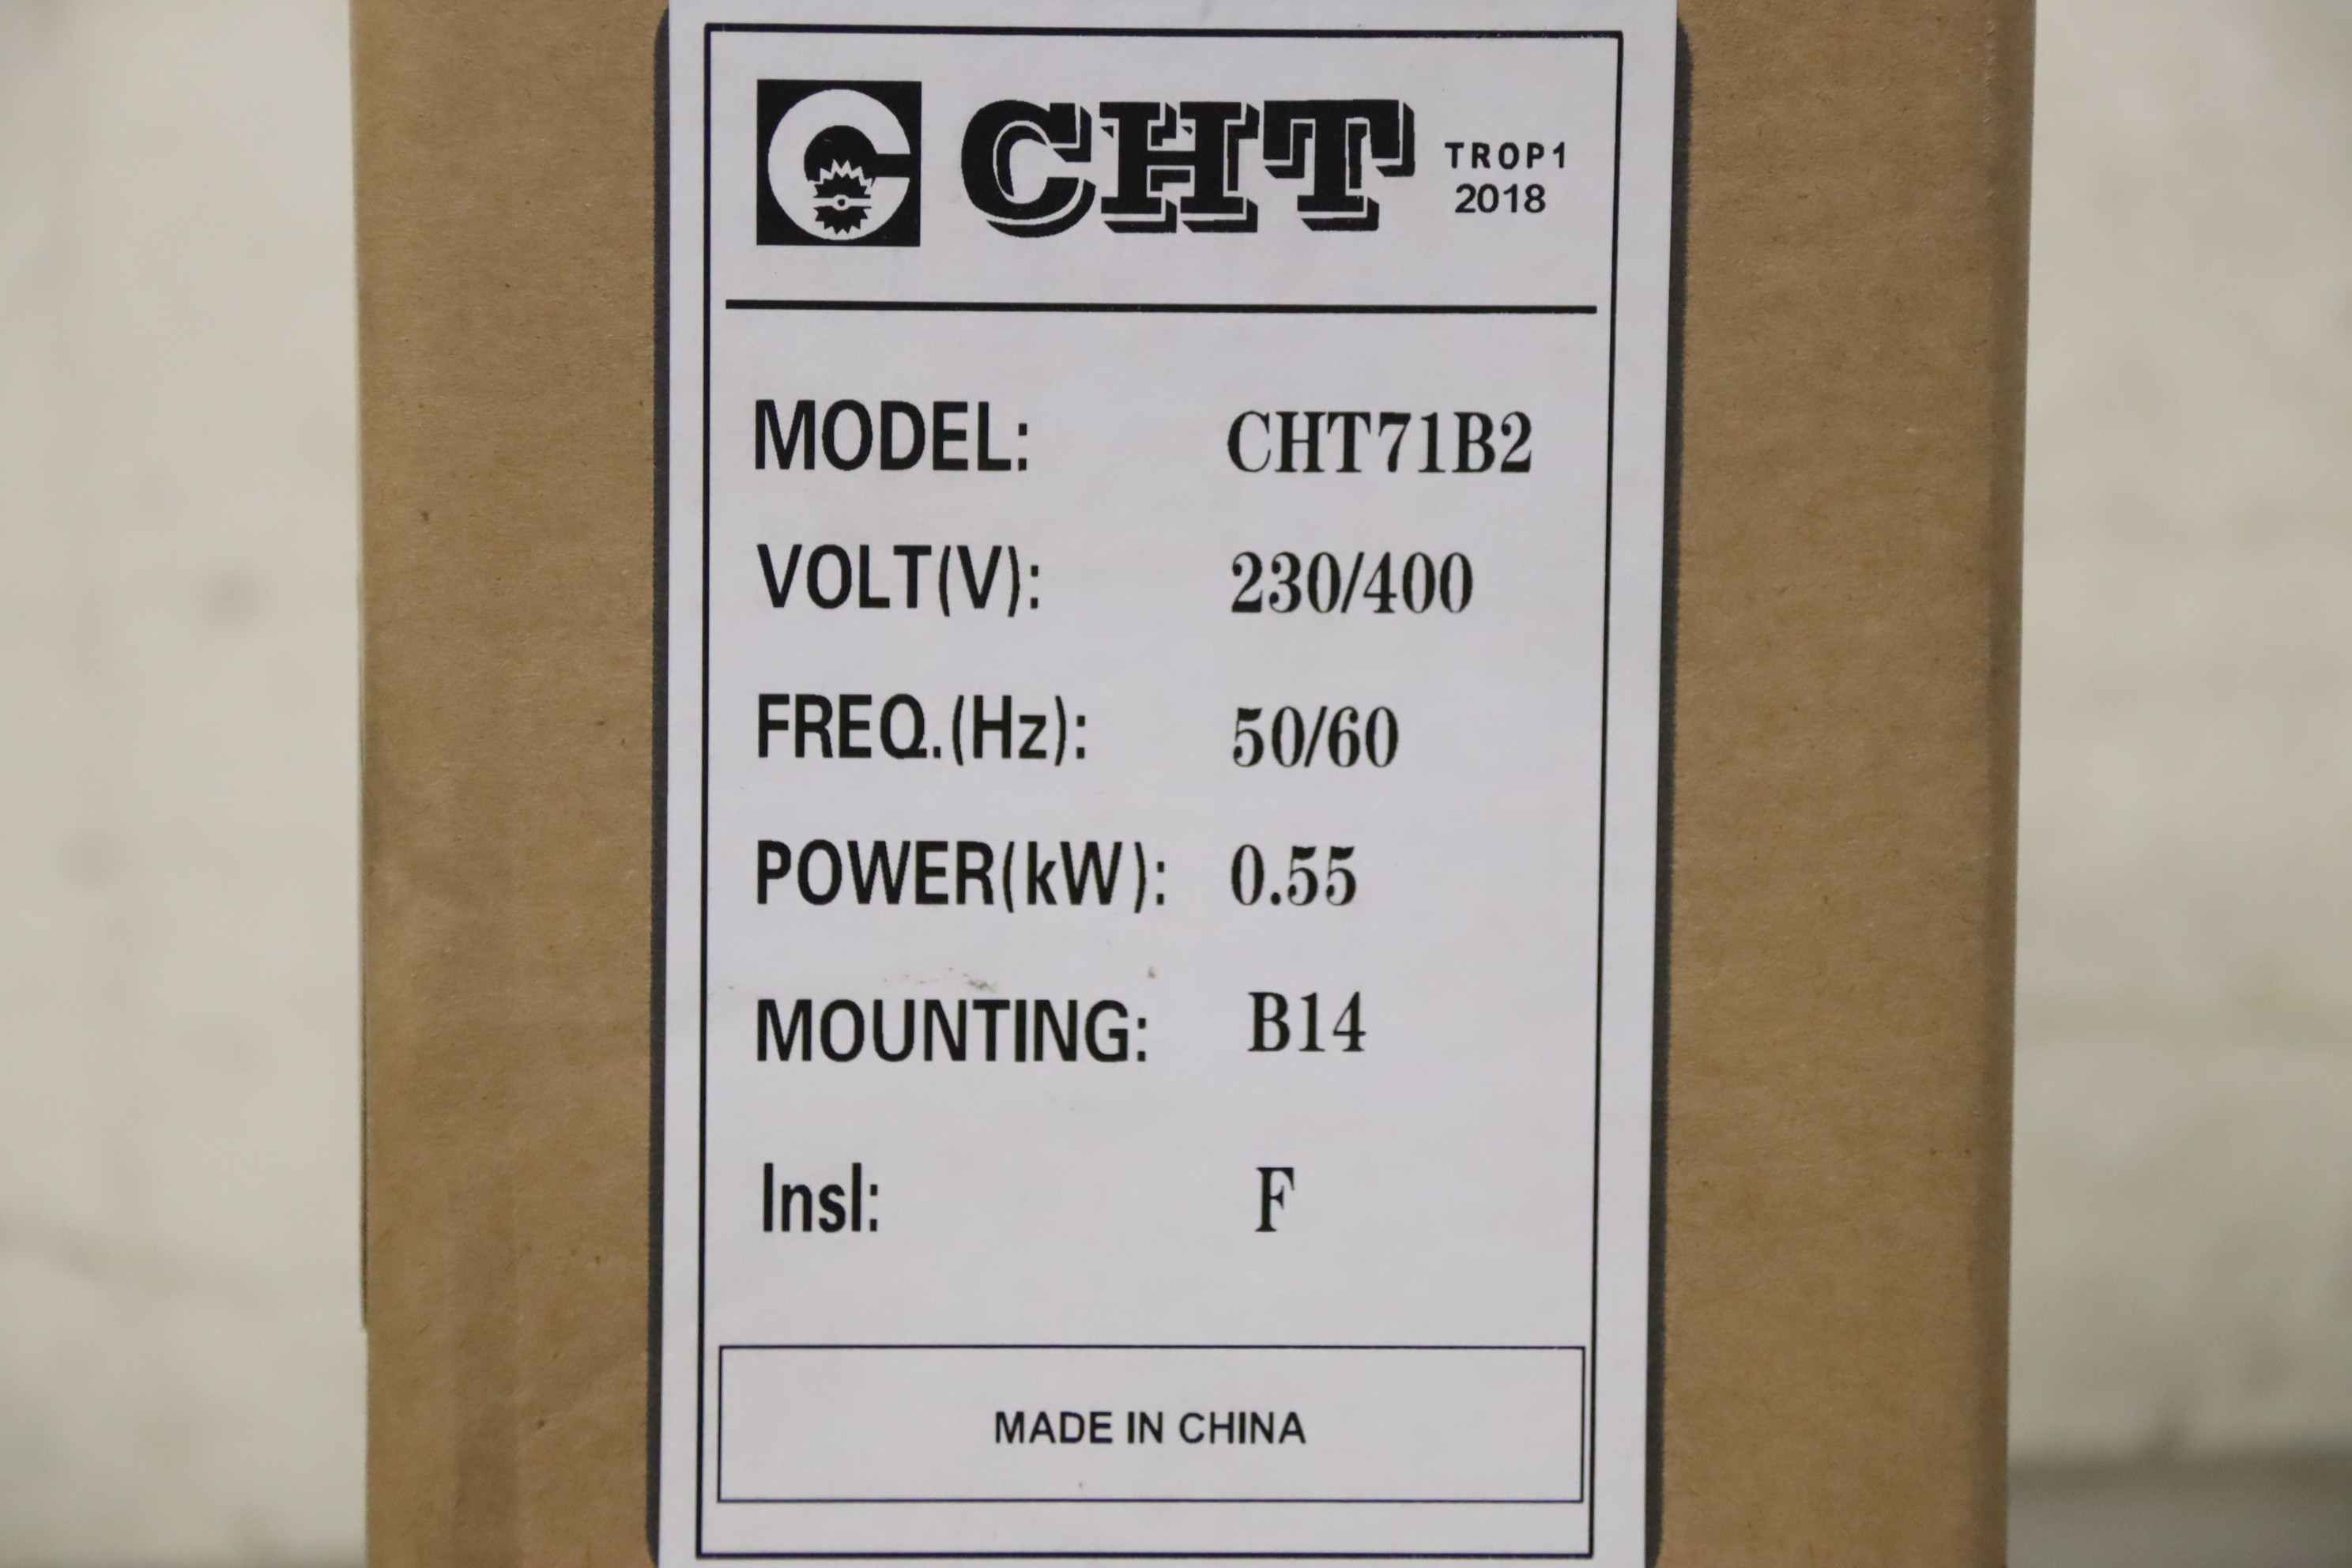 CHT TROP1
2018
MODEL: CHT71B2
VOLT(V): 230/400
FREQ.(Hz): 50/60
POWER(kW): 0.55
MOUNTING: B14
Insl: F
MADE IN CHINA